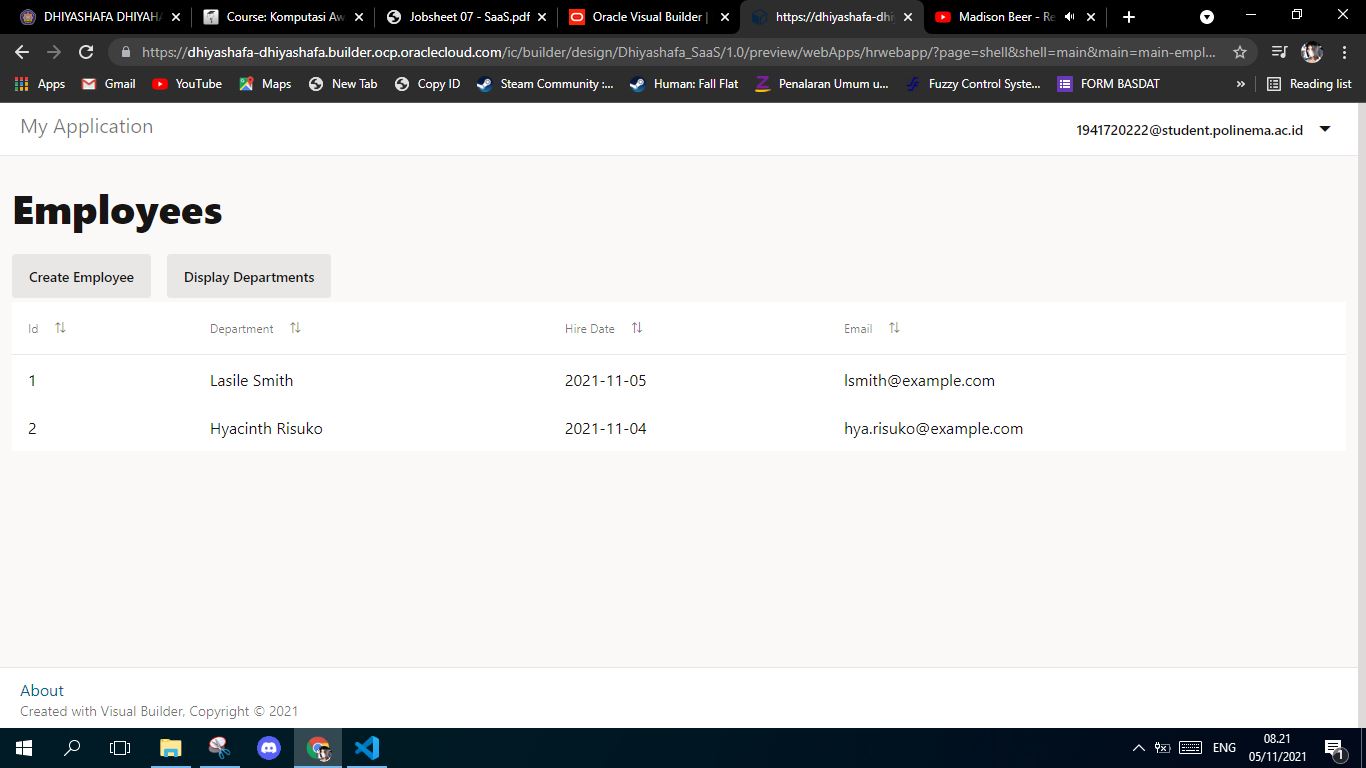 DHIYASHAFA DHIYAHA
Course: Komputasi Aw
Jobsheet 07 - SaaS.pdf
Oracle Visual Builder |
https://dhiyashafa-dhi
Madison Beer - Re
https://dhiyashafa-dhiyashafa.builder.ocp.oraclecloud.com/ic/builder/design/Dhiyashafa_SaaS/1.0/preview/webApps/hrwebapp/?page=shell&shell=main&main=main-empl...
Apps
Gmail
YouTube
Maps
New Tab
Copy ID
Steam Community :...
Human: Fall Flat
Penalaran Umum u...
Fuzzy Control Syste...
FORM BASDAT
»
Reading list
My Application
1941720222@student.polinema.ac.id
Employees
Create Employee
Display Departments
Id Department Hire Date Email
1 Lasile Smith 2021-11-05 lsmith@example.com
2 Hyacinth Risuko 2021-11-04 hya.risuko@example.com
About
Created with Visual Builder, Copyright © 2021
ENG
08.21
05/11/2021
1